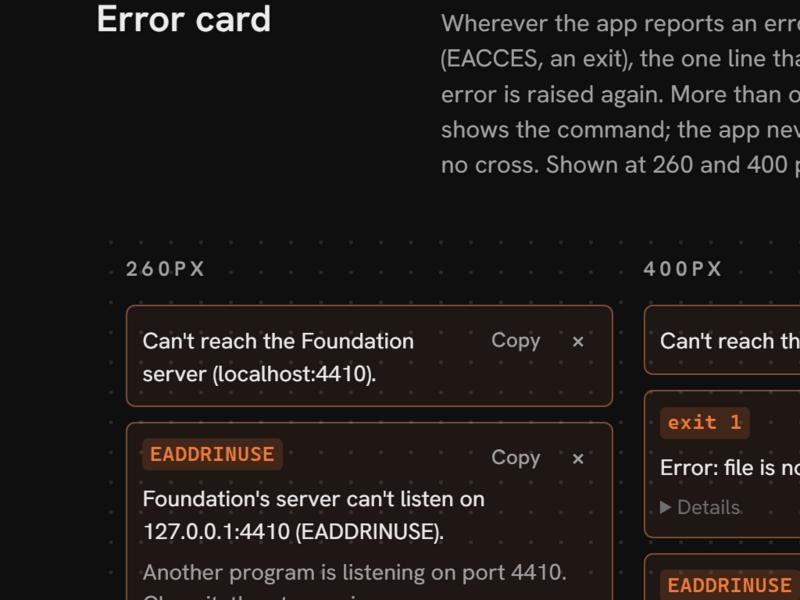 Error card
Wherever the app reports an erro
(EACCES, an exit), the one line tha
error is raised again. More than o
shows the command; the app nev
no cross. Shown at 260 and 400 p
260PX
Can't reach the Foundation
server (localhost:4410).
Copy ×
EADDRINUSE
Copy ×
Foundation's server can't listen on
127.0.0.1:4410 (EADDRINUSE).
Another program is listening on port 4410.
400PX
Can't reach th
exit 1
Error: file is no
▶ Details
EADDRINUSE